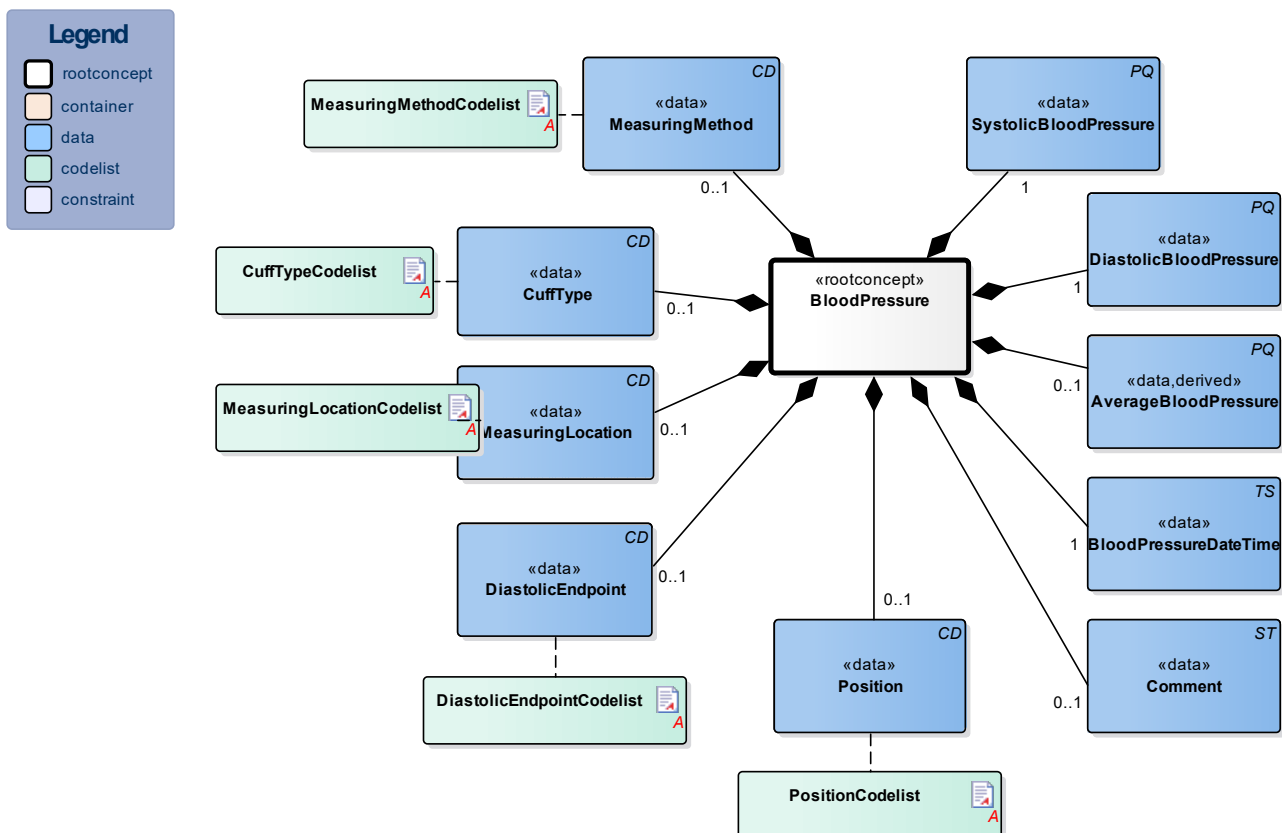 Legend
rootconcept
container
data
codelist
constraint
CD
«data»
MeasuringMethod
MeasuringMethodCodelist
A
0..1
PQ
«data»
SystolicBloodPressure
1
PQ
«data»
DiastolicBloodPressure
1
CD
«data»
CuffType
CuffTypeCodelist
A
0..1
«rootconcept»
BloodPressure
PQ
«data,derived»
AverageBloodPressure
0..1
CD
«data»
MeasuringLocation
MeasuringLocationCodelist
A
0..1
TS
«data»
BloodPressureDateTime
1
CD
«data»
DiastolicEndpoint
0..1
DiastolicEndpointCodelist
A
0..1
CD
«data»
Position
PositionCodelist
A
ST
«data»
Comment
0..1